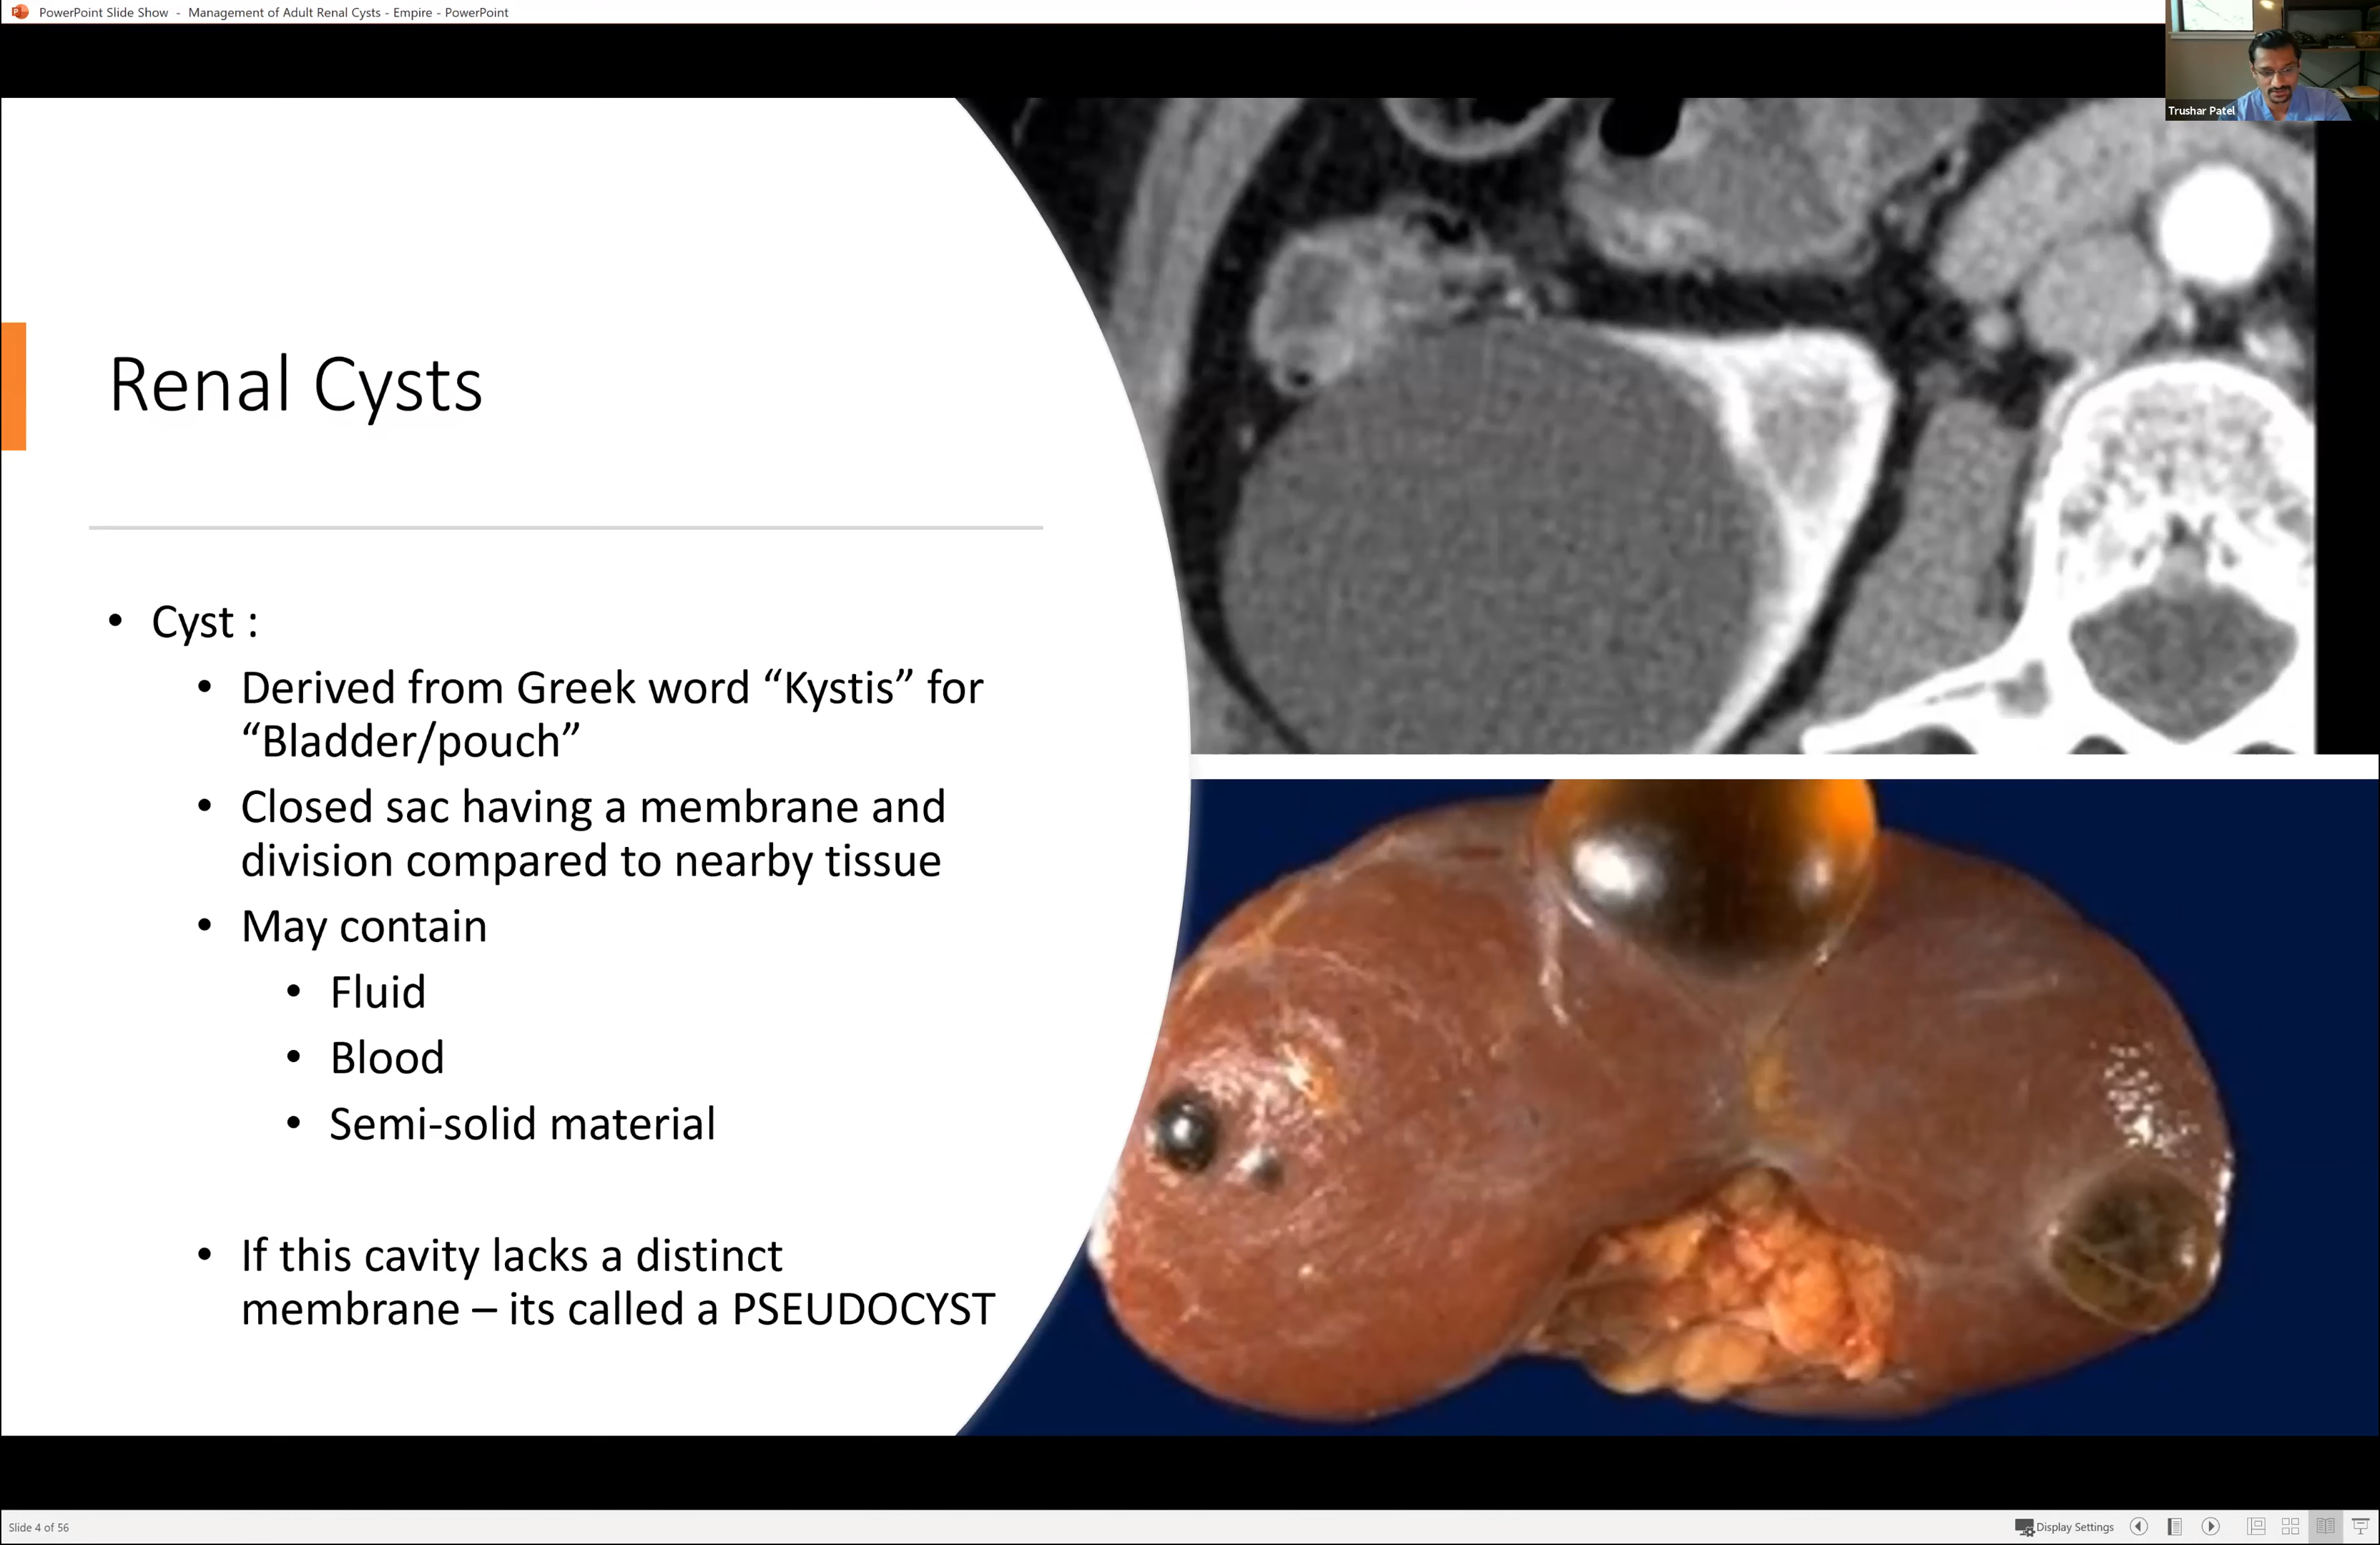 PowerPoint Slide Show - Management of Adult Renal Cysts - Empire - PowerPoint
Trushar Patel
Renal Cysts
• Cyst :
• Derived from Greek word “Kystis” for
“Bladder/pouch”
• Closed sac having a membrane and
division compared to nearby tissue
• May contain
• Fluid
• Blood
• Semi-solid material
• If this cavity lacks a distinct
membrane – its called a PSEUDOCYST
Slide 4 of 56
Display Settings